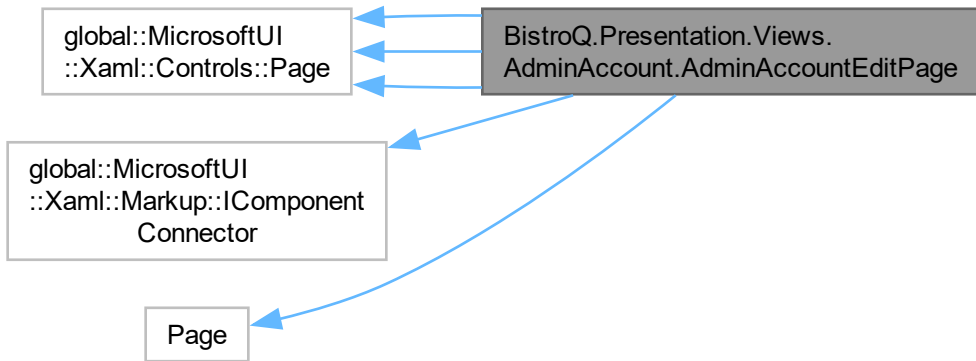 global::MicrosoftUI
::Xaml::Controls::Page
BistroQ.Presentation.Views.
AdminAccount.AdminAccountEditPage
global::MicrosoftUI
::Xaml::Markup::IComponent
Connector
Page